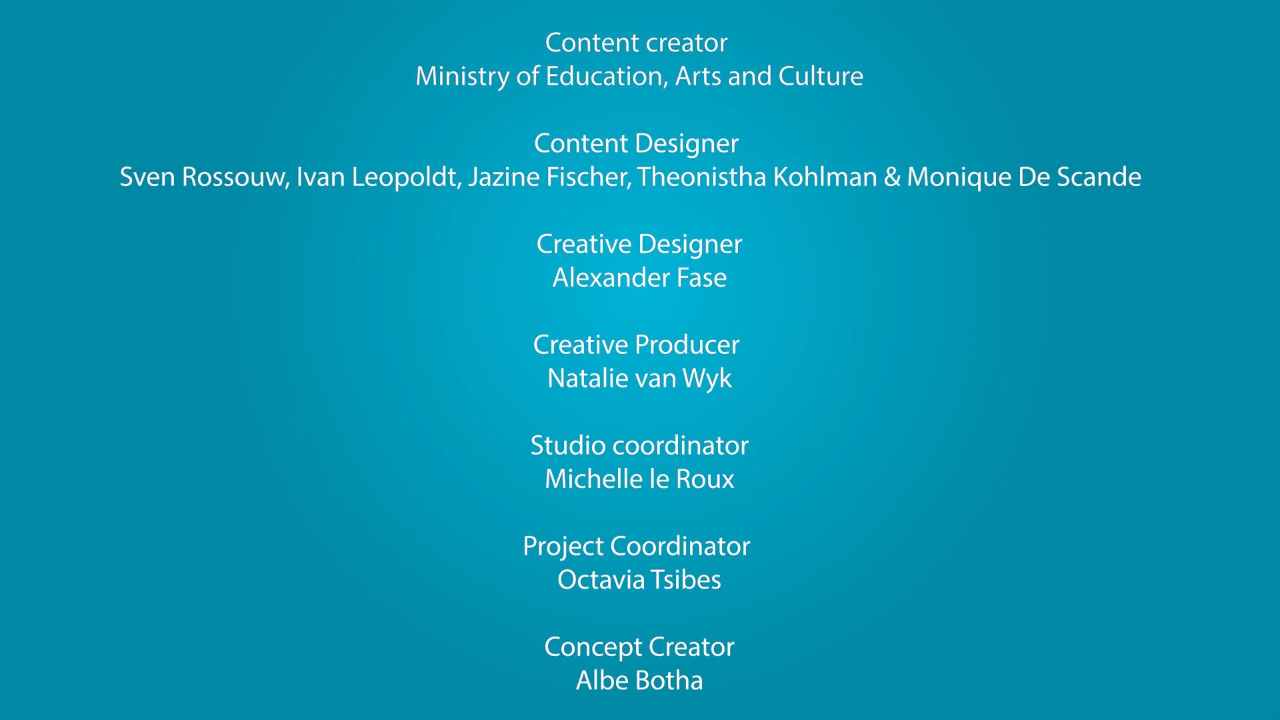 Content creator
Ministry of Education, Arts and Culture
Content Designer
Sven Rossouw, Ivan Leopoldt, Jazine Fischer, Theonistha Kohlman & Monique De Scande
Creative Designer
Alexander Fase
Creative Producer
Natalie van Wyk
Studio coordinator
Michelle le Roux
Project Coordinator
Octavia Tsibes
Concept Creator
Albe Botha